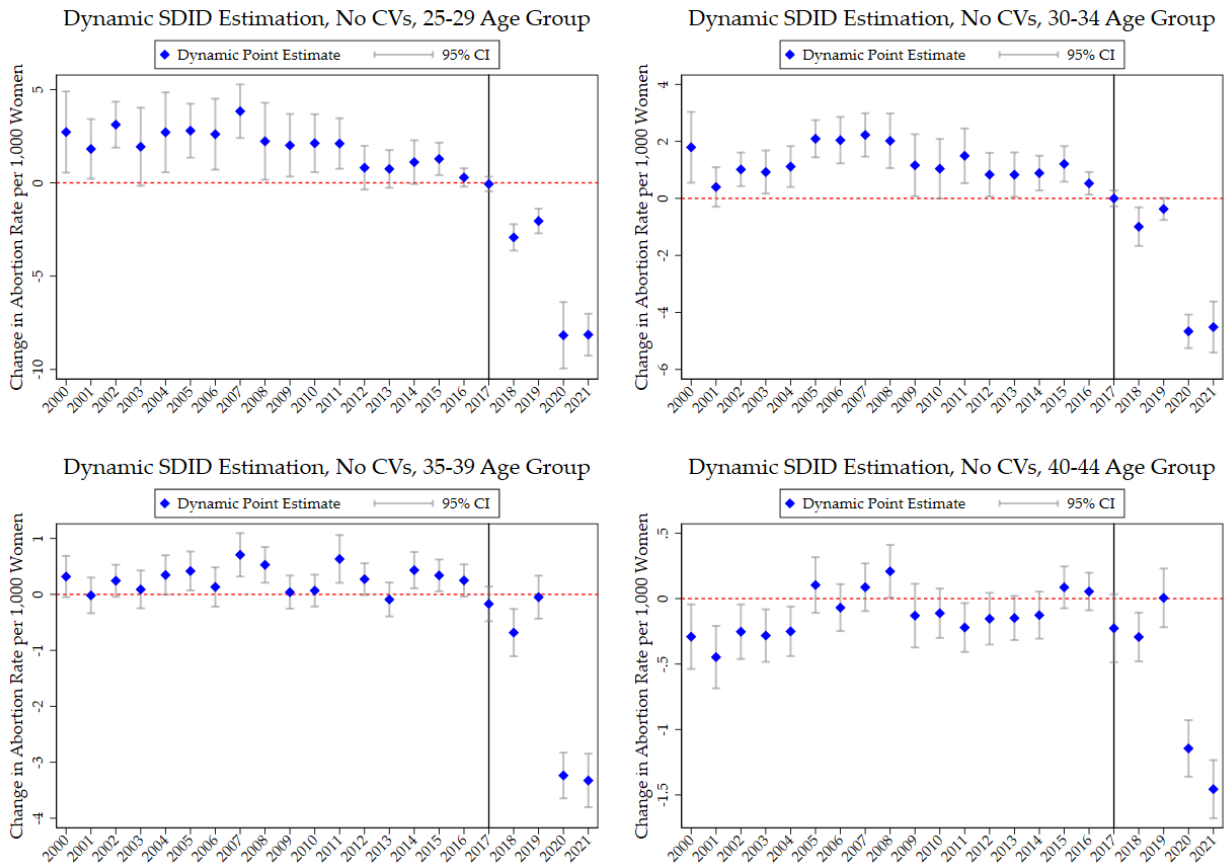 Dynamic SDID Estimation, No CVs, 25-29 Age Group
Dynamic Point Estimate 95% CI
Change in Abortion Rate per 1,000 Women
5
0
-5
-10
2000 2001 2002 2003 2004 2005 2006 2007 2008 2009 2010 2011 2012 2013 2014 2015 2016 2017 2018 2019 2020 2021
Dynamic SDID Estimation, No CVs, 30-34 Age Group
Dynamic Point Estimate 95% CI
Change in Abortion Rate per 1,000 Women
4
2
0
-2
-4
-6
2000 2001 2002 2003 2004 2005 2006 2007 2008 2009 2010 2011 2012 2013 2014 2015 2016 2017 2018 2019 2020 2021
Dynamic SDID Estimation, No CVs, 35-39 Age Group
Dynamic Point Estimate 95% CI
Change in Abortion Rate per 1,000 Women
1
0
-1
-2
-3
-4
2000 2001 2002 2003 2004 2005 2006 2007 2008 2009 2010 2011 2012 2013 2014 2015 2016 2017 2018 2019 2020 2021
Dynamic SDID Estimation, No CVs, 40-44 Age Group
Dynamic Point Estimate 95% CI
Change in Abortion Rate per 1,000 Women
.5
0
-.5
-1
-1.5
2000 2001 2002 2003 2004 2005 2006 2007 2008 2009 2010 2011 2012 2013 2014 2015 2016 2017 2018 2019 2020 2021